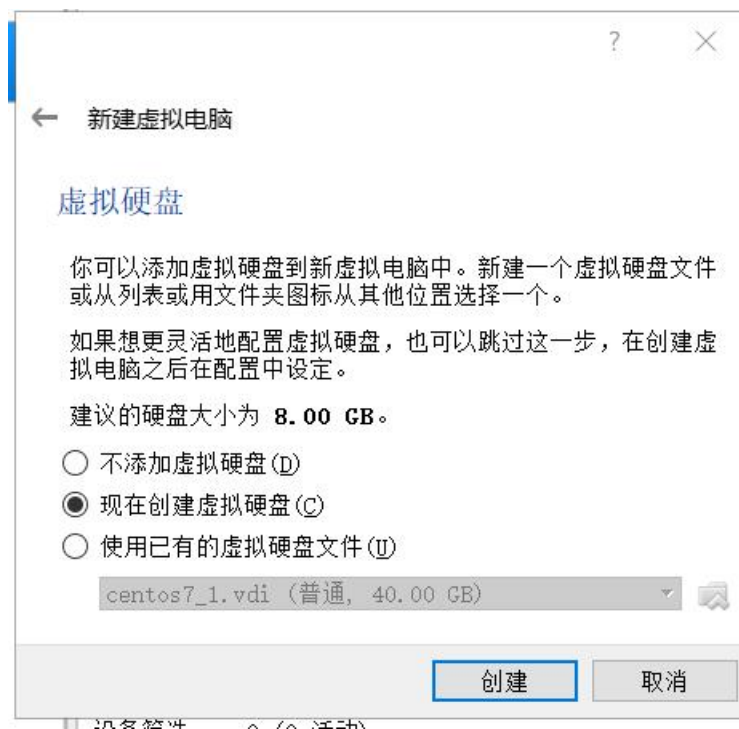 ?
新建虚拟电脑
虚拟硬盘
你可以添加虚拟硬盘到新虚拟电脑中。新建一个虚拟硬盘文件
或从列表或用文件夹图标从其他位置选择一个。
如果想更灵活地配置虚拟硬盘，也可以跳过这一步，在创建虚
拟电脑之后在配置中设定。
建议的硬盘大小为 8.00 GB。
不添加虚拟硬盘(D)
现在创建虚拟硬盘(C)
使用已有的虚拟硬盘文件(U)
centos7_1.vdi (普通, 40.00 GB)
创建 取消